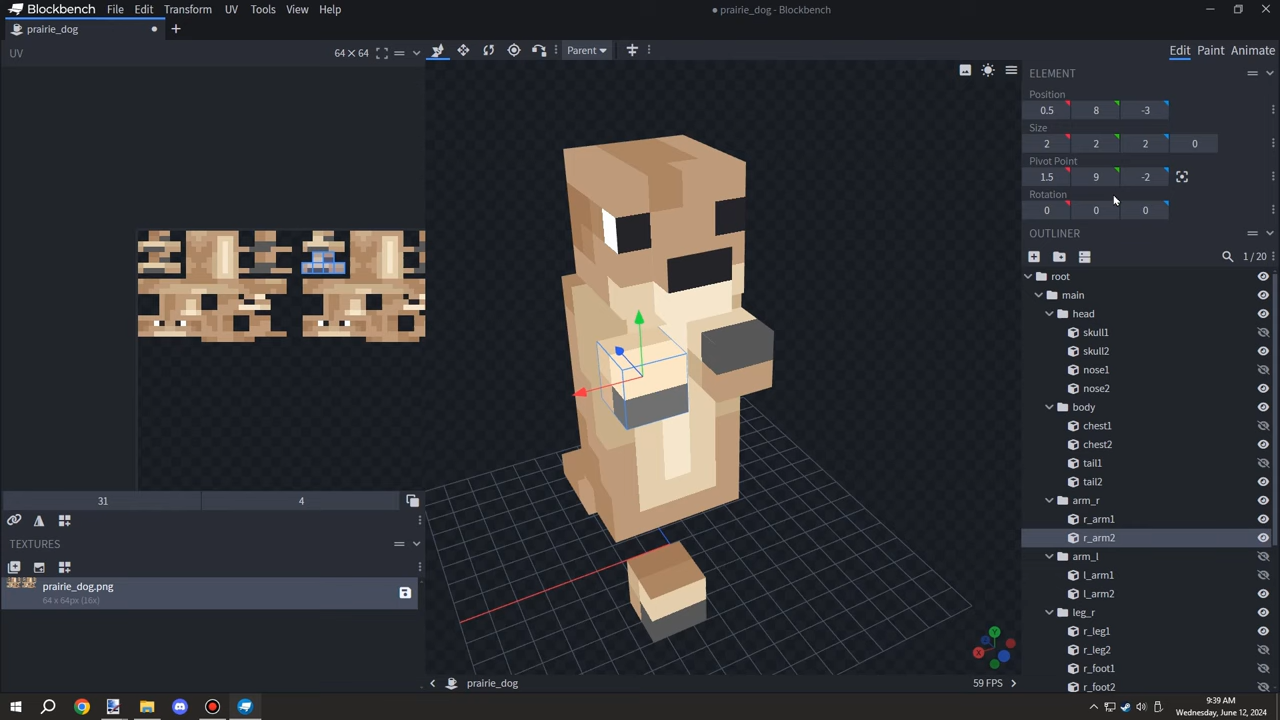 Blockbench File Edit Transform UV Tools View Help
prairie_dog - Blockbench
prairie_dog
UV
64 × 64
Parent
Edit Paint Animate
ELEMENT
Position
0.5 8 -3
Size
2 2 2 0
Pivot Point
1.5 9 -2
Rotation
0 0 0
OUTLINER
1 / 20
root
main
head
skull1
skull2
nose1
nose2
body
chest1
chest2
tail1
tail2
arm_r
r_arm1
r_arm2
arm_l
l_arm1
l_arm2
leg_r
r_leg1
r_leg2
r_foot1
r_foot2
31 4
TEXTURES
prairie_dog.png
64 x 64px (16x)
prairie_dog
59 FPS
X
Y
Z
9:39 AM
Wednesday, June 12, 2024